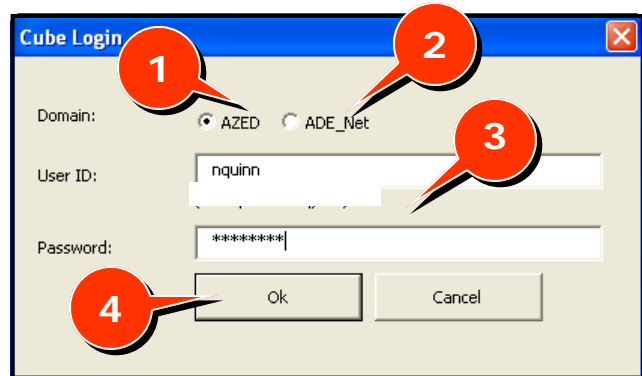 Cube Login
1
2
Domain:
AZED
ADE_Net
3
User ID:
nquinn
Password:
********
4
Ok
Cancel